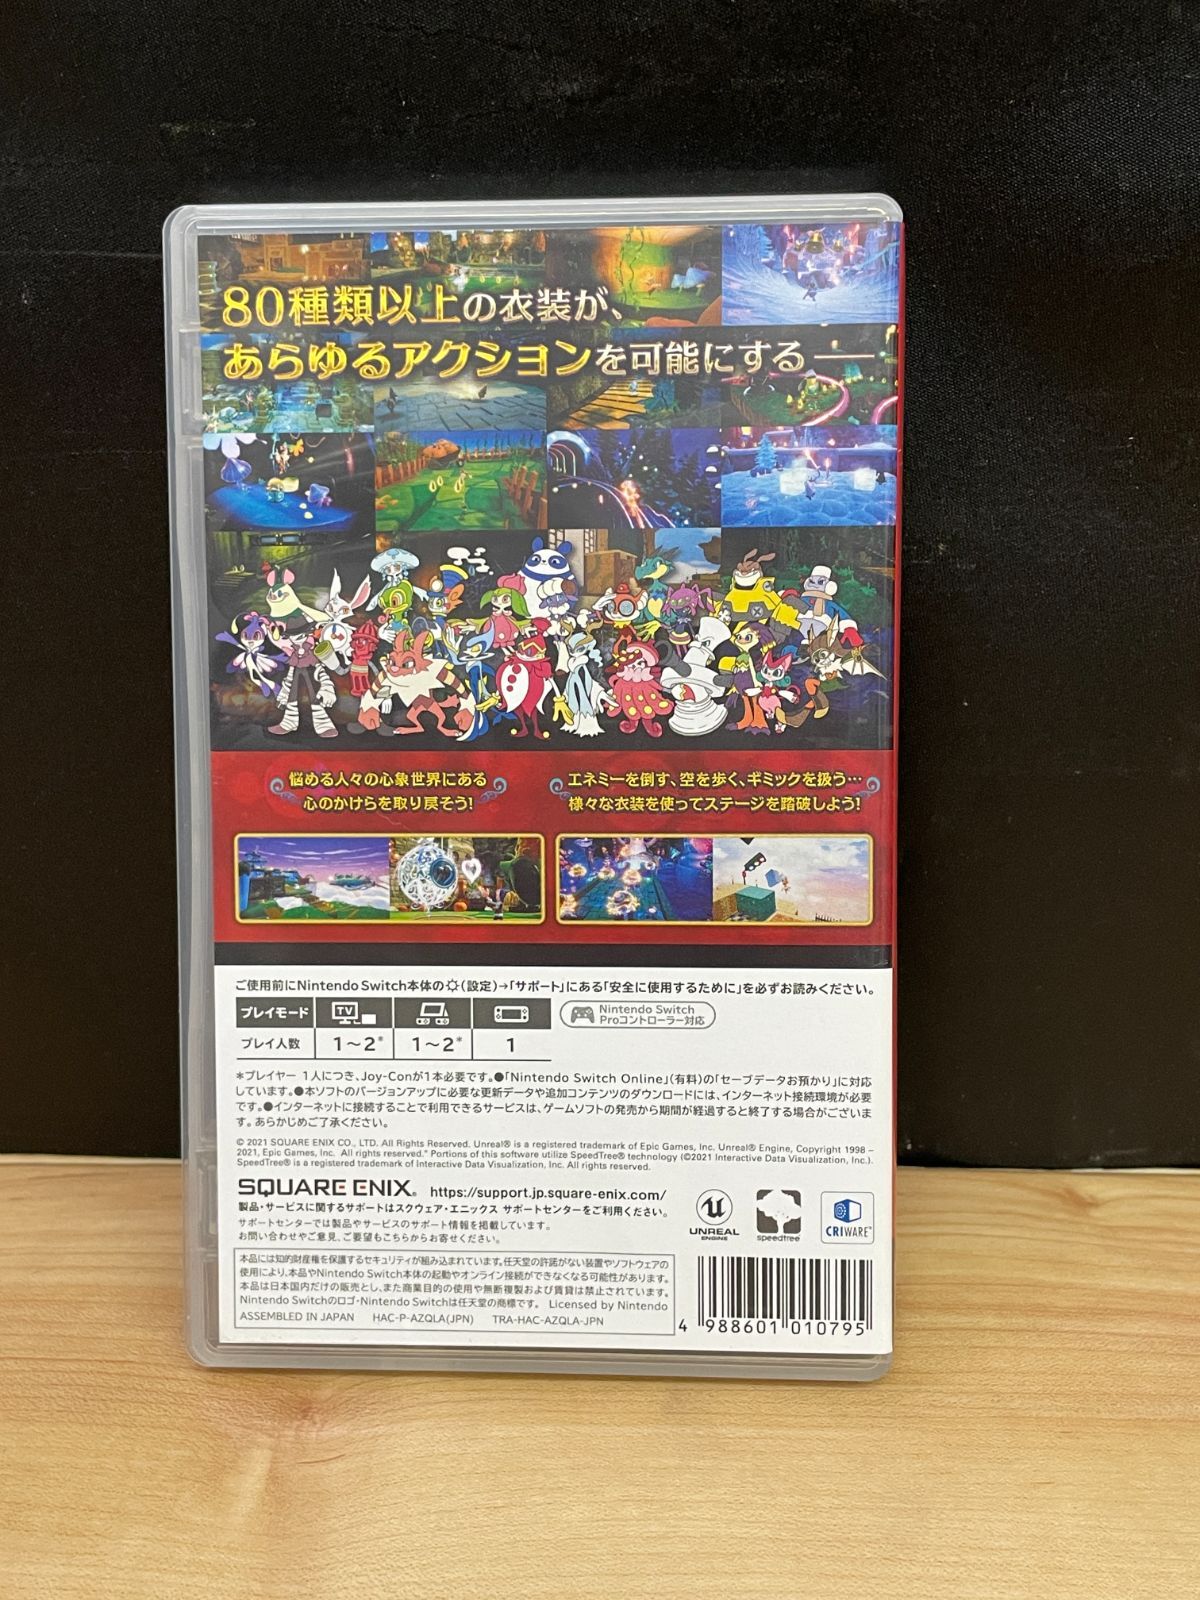 80種類以上の衣装が、
あらゆるアクションを可能にする――
悩める人々の心象世界にある
心のかけらを取り戻そう!
エネミーを倒す、空を歩く、ギミックを扱う…
様々な衣装を使ってステージを踏破しよう!
ご使用前にNintendo Switch本体の(設定)→「サポート」にある「安全に使用するために」を必ずお読みください。
プレイモード TV
プレイ人数 1～2* 1～2* 1
Nintendo Switch
Proコントローラー対応
*プレイヤー 1人につき、Joy-Conが1本必要です。●「Nintendo Switch Online」(有料)の「セーブデータお預かり」に対応
しています。●本ソフトのバージョンアップに必要な更新データや追加コンテンツのダウンロードには、インターネット接続環境が必要
です。●インターネットに接続することで利用できるサービスは、ゲームソフトの発売から期間が経過すると終了する場合がございま
す。あらかじめご了承ください。
© 2021 SQUARE ENIX CO., LTD. All Rights Reserved. Unreal® is a registered trademark of Epic Games, Inc. Unreal® Engine, Copyright 1998 –
2021, Epic Games, Inc. All rights reserved." Portions of this software utilize SpeedTree® technology (©2021 Interactive Data Visualization, Inc.).
SpeedTree® is a registered trademark of Interactive Data Visualization, Inc. All rights reserved.
SQUARE ENIX. https://support.jp.square-enix.com/
製品・サービスに関するサポートはスクウェア・エニックス サポートセンターをご利用ください。
サポートセンターでは製品やサービスのサポート情報を掲載しています。
お問い合わせやご意見、ご要望もこちらからお寄せください。
UNREAL
ENGINE
speedtree®
CRIWARE™
本品には知的財産権を保護するセキュリティが組み込まれています。任天堂の許諾がない装置やソフトウェアの
使用により、本品やNintendo Switch本体の起動やオンライン接続ができなくなる可能性があります。
本品は日本国内だけの販売とし、また商業目的の使用や無断複製および賃貸は禁止されています。
Nintendo Switchのロゴ・Nintendo Switchは任天堂の商標です。 Licensed by Nintendo
ASSEMBLED IN JAPAN HAC-P-AZQLA(JPN) TRA-HAC-AZQLA-JPN
4 988601 010795